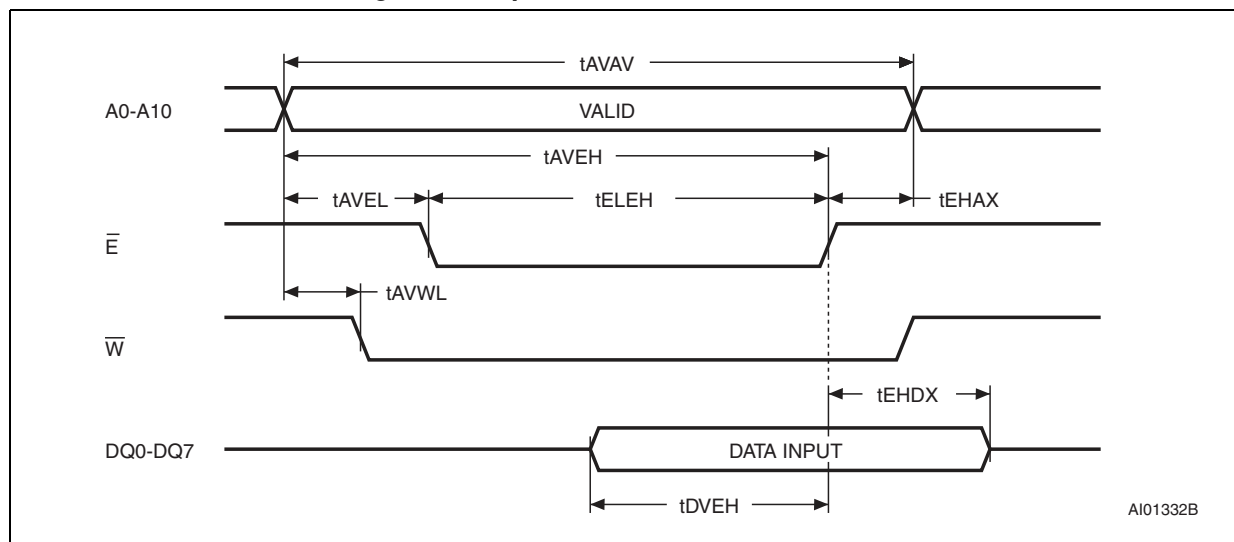 tAVAV
A0-A10
VALID
tAVEH
tAVEL
tELEH
tEHAX
E
tAVWL
W
tEHDX
DQ0-DQ7
DATA INPUT
tDVEH
AI01332B